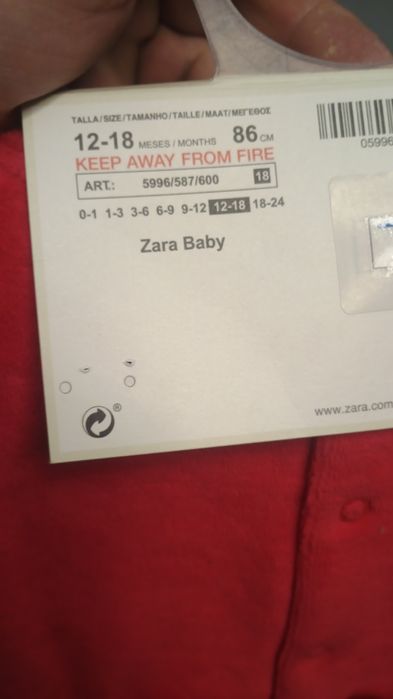 TALLA/SIZE/TAMANHO/TAILLE/MAAT/ΜΕΓΕΘΟΣ
12-18 MESES / MONTHS 86 CM
KEEP AWAY FROM FIRE
ART.: 5996/587/600 18
0-1 1-3 3-6 6-9 9-12 12-18 18-24
Zara Baby
05996
®
www.zara.com